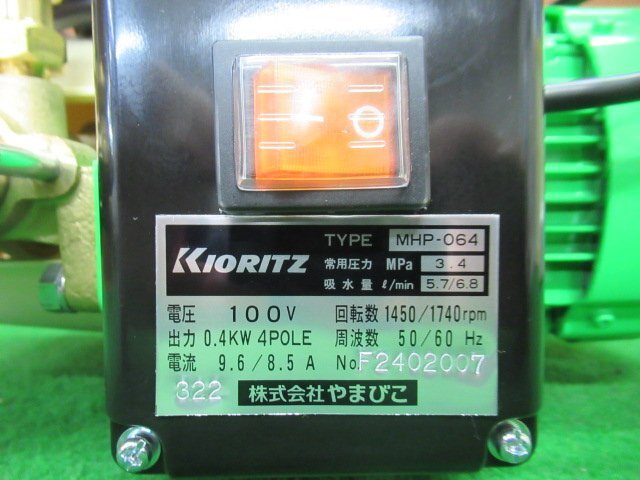 KIORITZ
TYPE MHP-064
常用圧力 MPa 3.4
吸水量 ℓ/min 5.7/6.8
電圧 100V 回転数 1450/1740rpm
出力 0.4KW 4POLE 周波数 50/60 Hz
電流 9.6/8.5 A No. F2402007
322 株式会社やまびこ